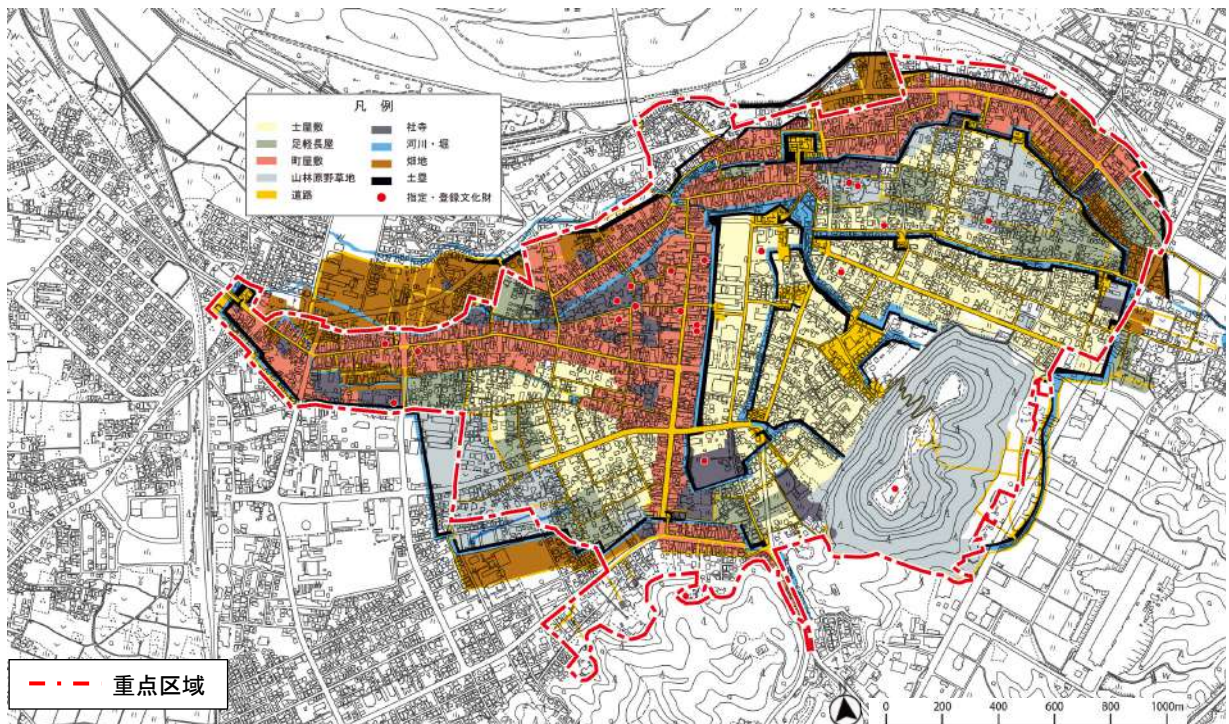 凡 例
士屋敷
足軽長屋
町屋敷
山林原野草地
道路
社寺
河川・堀
畑地
土塁
指定・登録文化財
重点区域
0 200 400 600 800 1000m